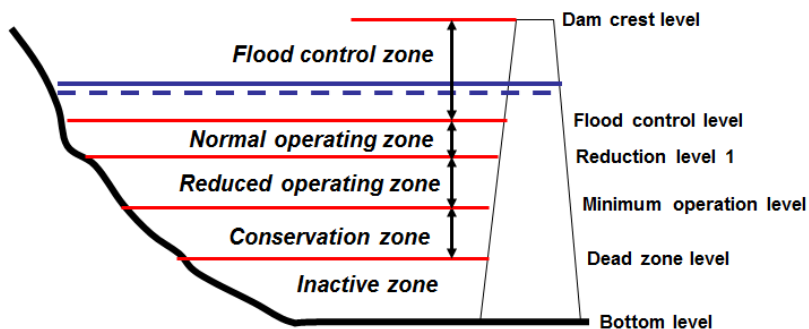 Dam crest level
Flood control zone
Flood control level
Normal operating zone
Reduction level 1
Reduced operating zone
Minimum operation level
Conservation zone
Dead zone level
Inactive zone
Bottom level